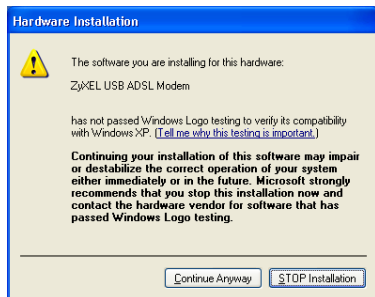 Hardware Installation
The software you are installing for this hardware:
ZyXEL USB ADSL Modem
has not passed Windows Logo testing to verify its compatibility
with Windows XP. (Tell me why this testing is important.)
Continuing your installation of this software may impair
or destabilize the correct operation of your system
either immediately or in the future. Microsoft strongly
recommends that you stop this installation now and
contact the hardware vendor for software that has
passed Windows Logo testing.
Continue Anyway STOP Installation